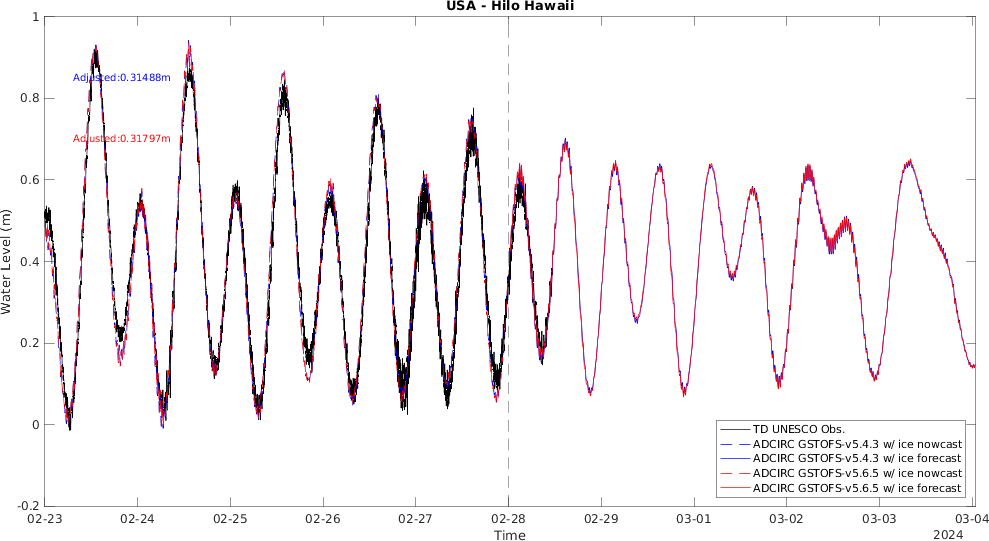 USA - Hilo Hawaii
1
0.8
0.6
0.4
0.2
0
-0.2
Water Level (m)
Adjusted:0.31488m
Adjusted:0.31797m
TD UNESCO Obs.
ADCIRC GSTOFS-v5.4.3 w/ ice nowcast
ADCIRC GSTOFS-v5.4.3 w/ ice forecast
ADCIRC GSTOFS-v5.6.5 w/ ice nowcast
ADCIRC GSTOFS-v5.6.5 w/ ice forecast
02-23 02-24 02-25 02-26 02-27 02-28 02-29 03-01 03-02 03-03 03-04
Time
2024